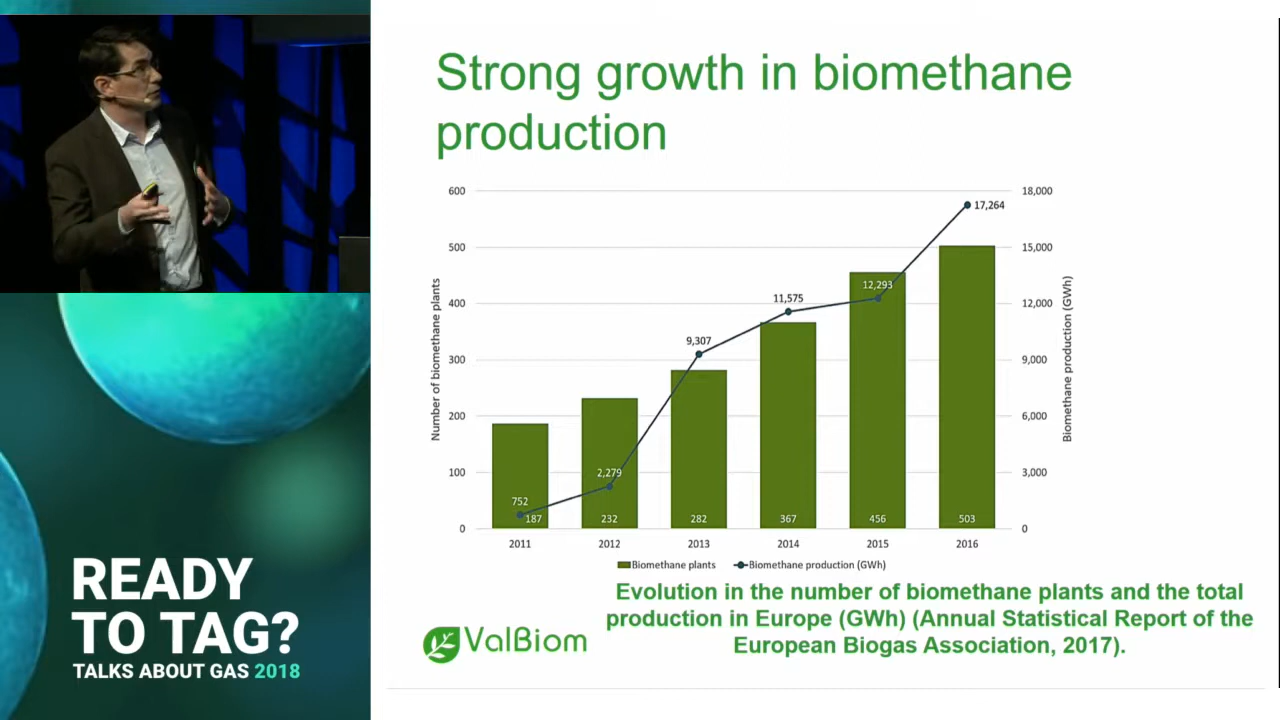 Strong growth in biomethane
production
600
500
400
300
200
100
0
Number of biomethane plants
18,000
15,000
12,000
9,000
6,000
3,000
0
Biomethane production (GWh)
752
2,279
9,307
11,575
12,293
17,264
187
232
282
367
456
503
2011
2012
2013
2014
2015
2016
Biomethane plants
Biomethane production (GWh)
Evolution in the number of biomethane plants and the total
production in Europe (GWh) (Annual Statistical Report of the
European Biogas Association, 2017).
ValBiom
READY
TO TAG?
TALKS ABOUT GAS 2018